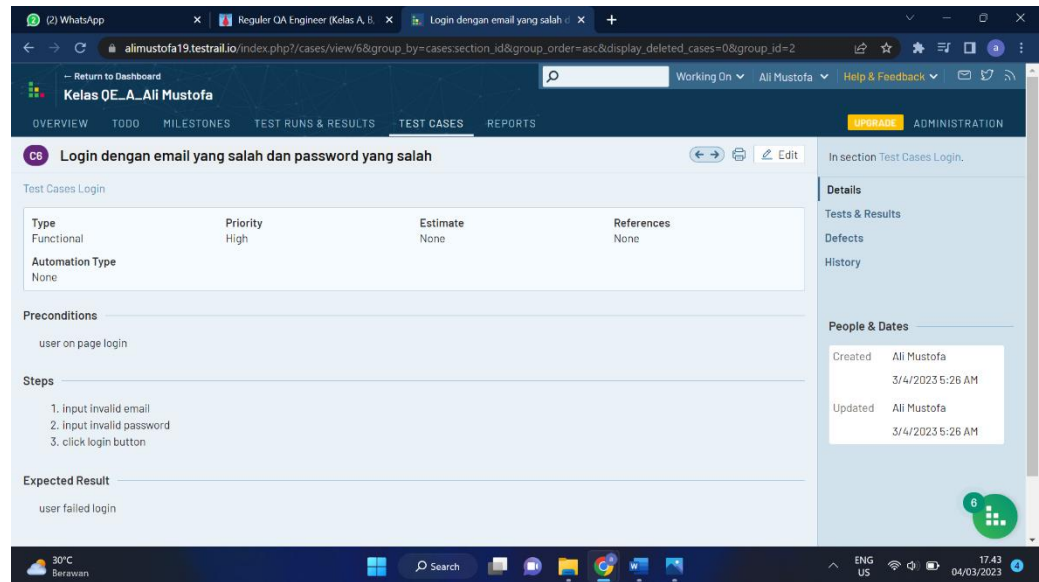 (2) WhatsApp
Reguler QA Engineer (Kelas A, B,
Login dengan email yang salah d
alimustofa19.testrail.io/index.php?/cases/view/6&group_by=cases:section_id&group_order=asc&display_deleted_cases=0&group_id=2
a
← Return to Dashboard
Kelas QE_A_Ali Mustofa
Working On
Ali Mustofa
Help & Feedback
OVERVIEW TODO MILESTONES TEST RUNS & RESULTS TEST CASES REPORTS
UPGRADE ADMINISTRATION
C6 Login dengan email yang salah dan password yang salah
Edit
In section Test Cases Login.
Test Cases Login
Type Priority Estimate References
Functional High None None
Automation Type
None
Details
Tests & Results
Defects
History
Preconditions
user on page login
Steps
1. input invalid email
2. input invalid password
3. click login button
Expected Result
user failed login
People & Dates
Created Ali Mustofa
3/4/2023 5:26 AM
Updated Ali Mustofa
3/4/2023 5:26 AM
6
30°C
Berawan
Search
ENG
US
17.43
04/03/2023
4